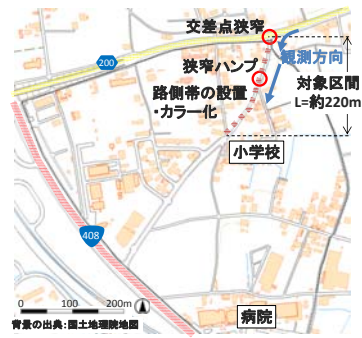 交差点狭窄
200
狭窄ハンプ
観測方向
路側帯の設置
・カラー化
対象区間
L=約220m
小学校
408
0 100 200m
病院
背景の出典:国土地理院地図